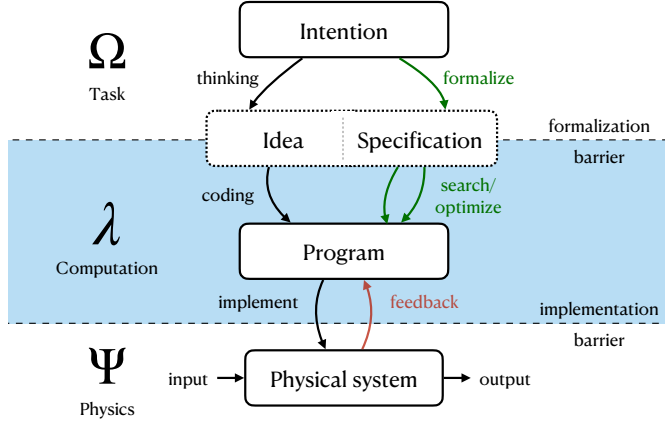 Intention
Ω
Task
thinking
formalize
Idea
Specification
formalization
barrier
coding
search/
optimize
λ
Computation
Program
implement
feedback
implementation
barrier
Ψ
Physics
input
Physical system
output